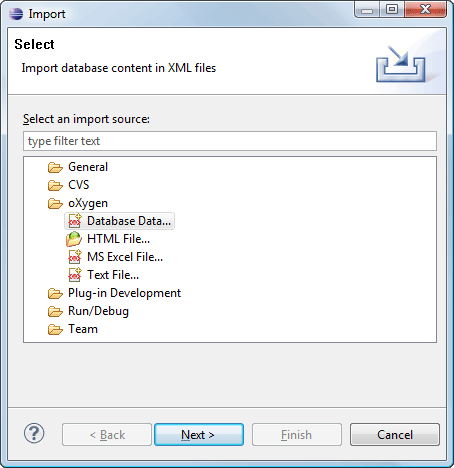 Import
Select
Import database content in XML files
Select an import source:
type filter text
General
CVS
oXygen
Database Data...
HTML File...
MS Excel File...
Text File...
Plug-in Development
Run/Debug
Team
? < Back Next > Finish Cancel